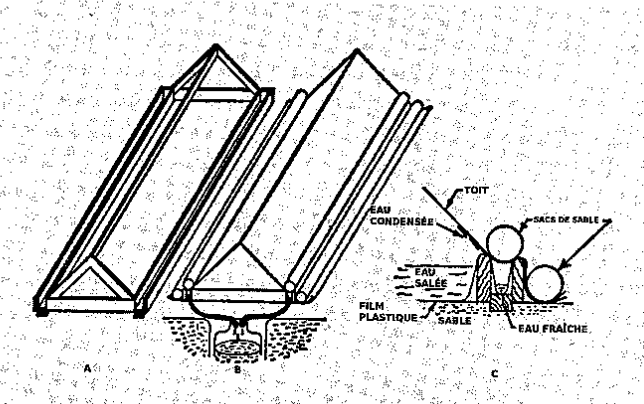 TOIT
EAU
CONDENSÉE
SACS DE SABLE
EAU
SALÉE
FILM
PLASTIQUE
SABLE
EAU FRAÎCHE
A
B
C